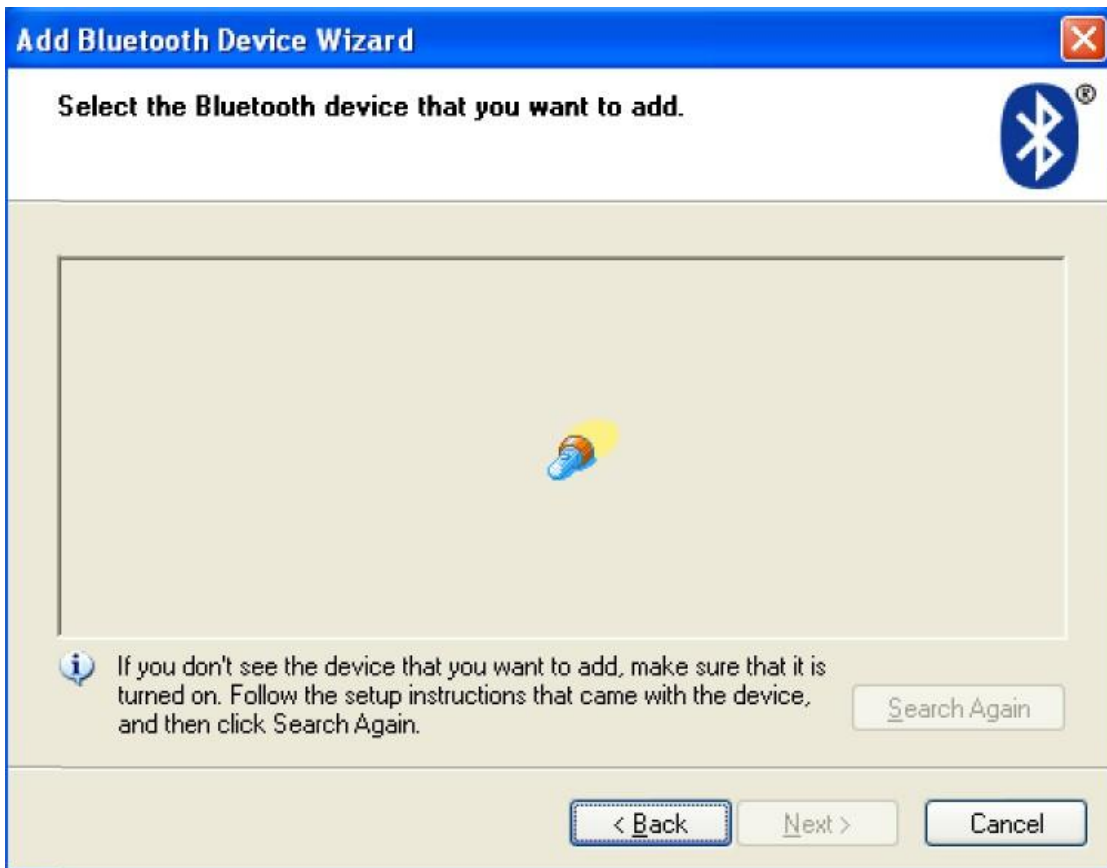 Add Bluetooth Device Wizard
Select the Bluetooth device that you want to add.
®
If you don't see the device that you want to add, make sure that it is
turned on. Follow the setup instructions that came with the device,
and then click Search Again.
Search Again
< Back
Next >
Cancel